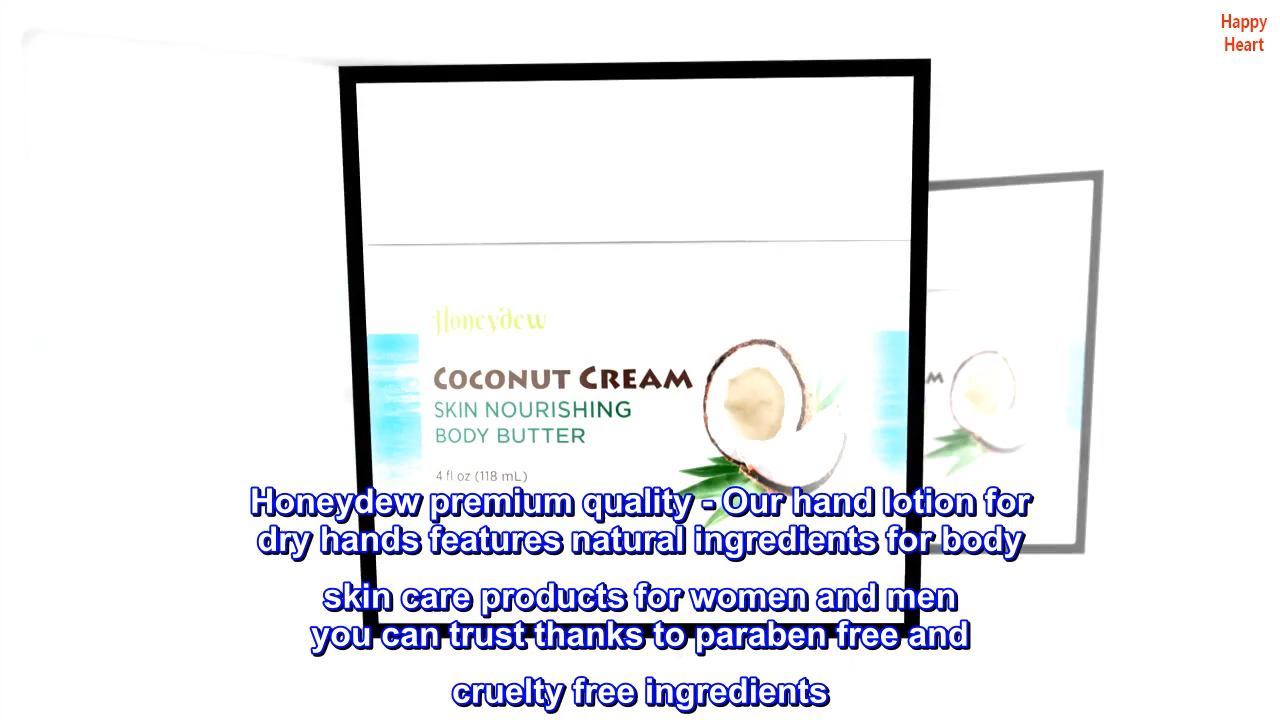 Happy
Heart
Honeydew
COCONUT CREAM
SKIN NOURISHING
BODY BUTTER
4 fl oz (118 mL)
M
Honeydew premium quality - Our hand lotion for
dry hands features natural ingredients for body
skin care products for women and men
you can trust thanks to paraben free and
cruelty free ingredients